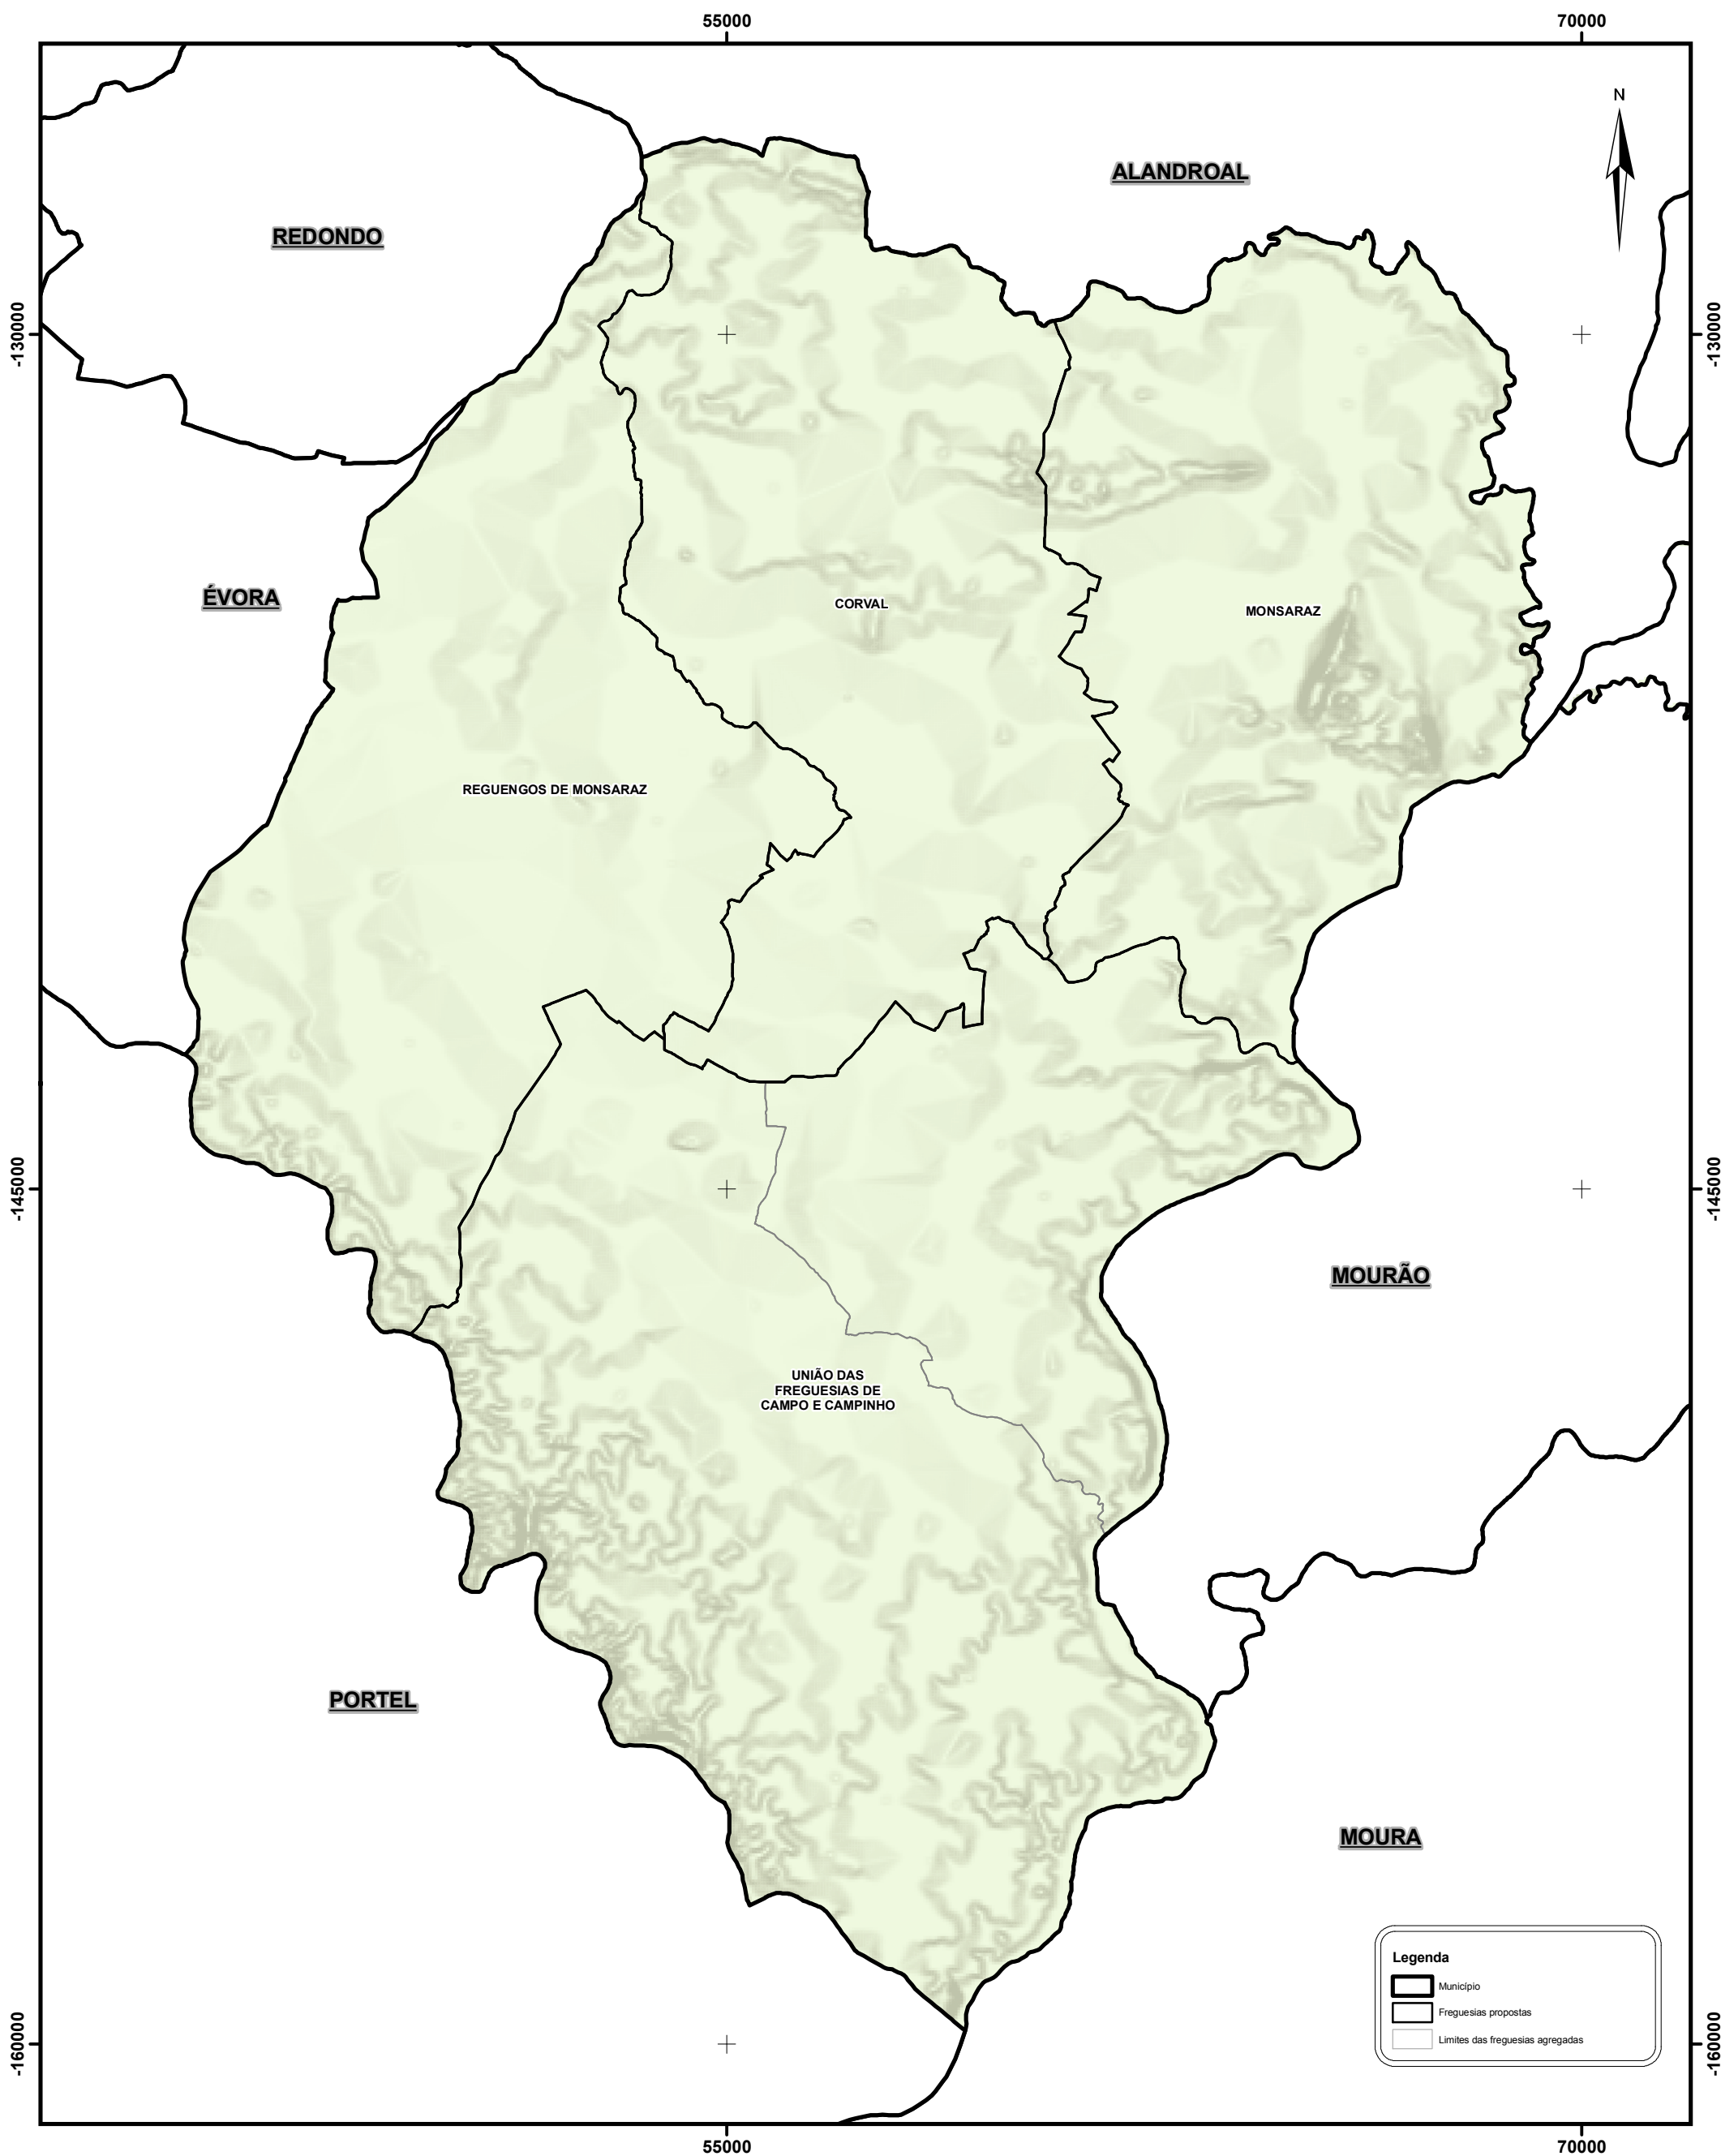 55000
70000
N
ALANDROAL
REDONDO
-130000
-130000
ÉVORA
CORVAL
MONSARAZ
REGUENGOS DE MONSARAZ
-145000
-145000
MOURÃO
UNIÃO DAS
FREGUESIAS DE
CAMPO E CAMPINHO
PORTEL
MOURA
Legenda
Município
Freguesias propostas
Limites das freguesias agregadas
-160000
-160000
55000
70000